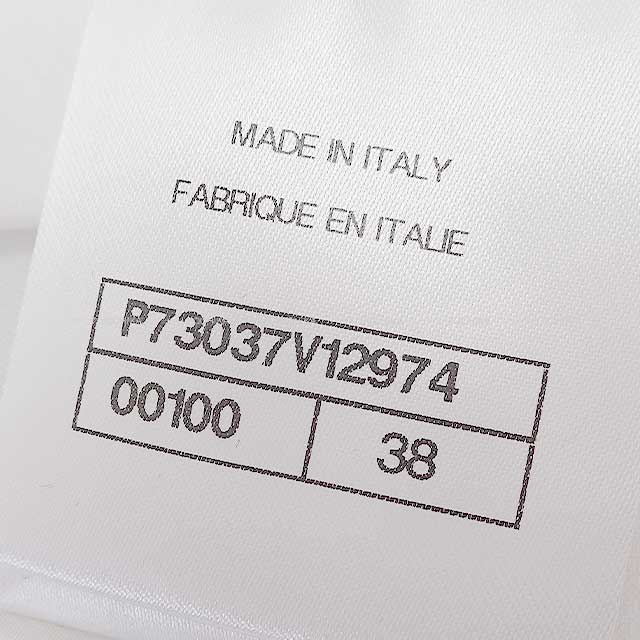 MADE IN ITALY
FABRIQUE EN ITALIE
P73037V12974
00100 38